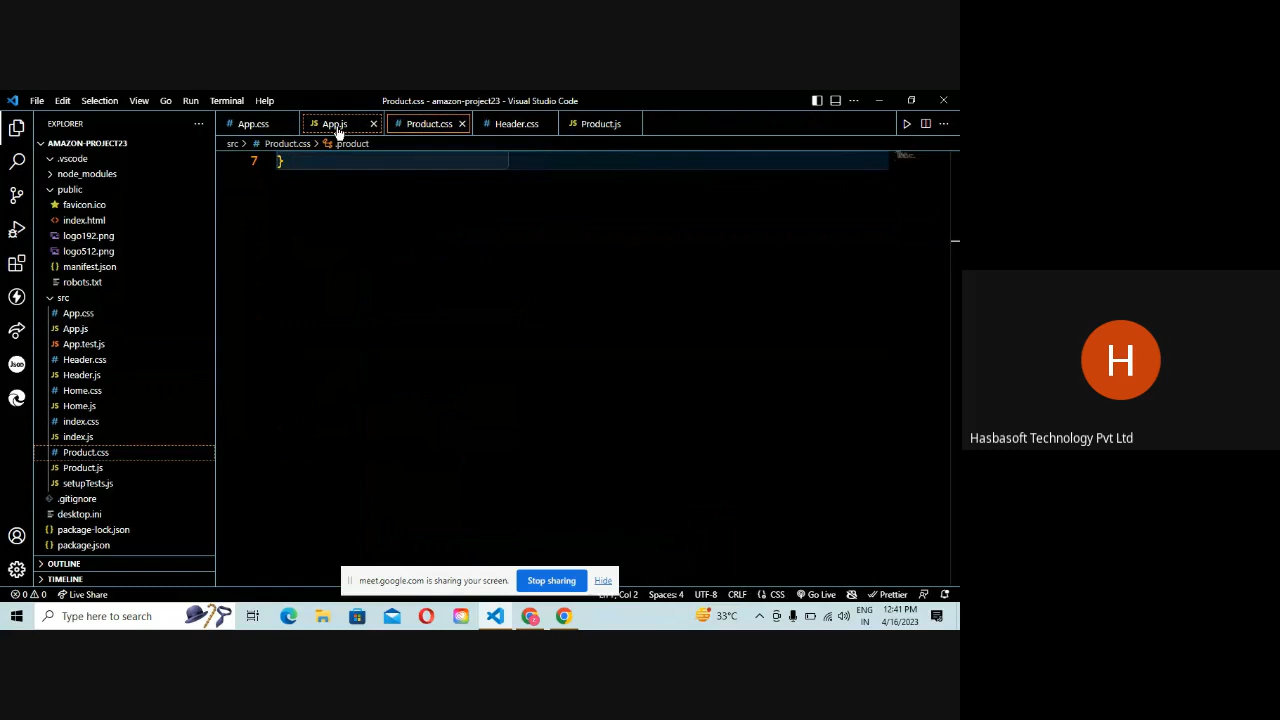 File Edit Selection View Go Run Terminal Help
Product.css - amazon-project23 - Visual Studio Code
EXPLORER
App.css
App.js
Product.css
Header.css
Product.js
AMAZON-PROJECT23
src > # Product.css > .product
.vscode
7 }
node_modules
public
favicon.ico
index.html
logo192.png
logo512.png
manifest.json
robots.txt
src
App.css
App.js
App.test.js
Header.css
Header.js
Home.css
Home.js
index.css
index.js
Product.css
Product.js
setupTests.js
.gitignore
desktop.ini
package-lock.json
package.json
OUTLINE
TIMELINE
H
Hasbasoft Technology Pvt Ltd
meet.google.com is sharing your screen.
Stop sharing
Hide
0 0 Live Share
Col 2 Spaces: 4 UTF-8 CRLF {} CSS Go Live Prettier
Type here to search
33°C
ENG
IN
12:41 PM
4/16/2023